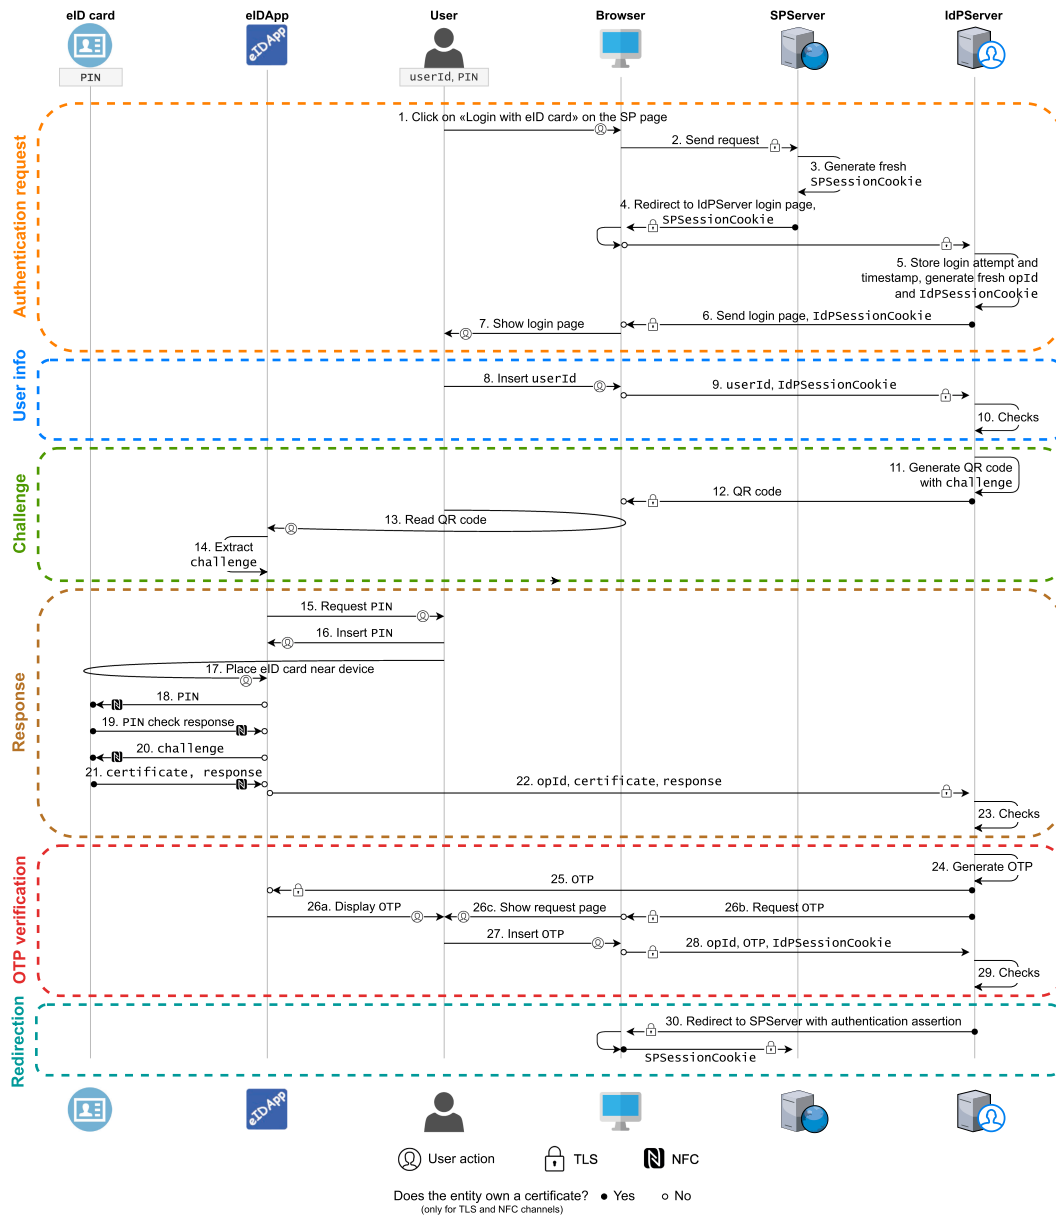 eID card
eIDApp
User
Browser
SPServer
IdPServer
eIDApp
PIN
userId, PIN
Authentication request
1. Click on «Login with eID card» on the SP page
2. Send request
3. Generate fresh
SPSessionCookie
4. Redirect to IdPServer login page,
SPSessionCookie
5. Store login attempt and
timestamp, generate fresh opId
and IdPSessionCookie
6. Send login page, IdPSessionCookie
7. Show login page
User info
8. Insert userId
9. userId, IdPSessionCookie
10. Checks
Challenge
11. Generate QR code
with challenge
12. QR code
13. Read QR code
14. Extract
challenge
Response
15. Request PIN
16. Insert PIN
17. Place eID card near device
18. PIN
19. PIN check response
20. challenge
21. certificate, response
22. opId, certificate, response
23. Checks
OTP verification
24. Generate OTP
25. OTP
26a. Display OTP
26c. Show request page
26b. Request OTP
27. Insert OTP
28. opId, OTP, IdPSessionCookie
29. Checks
Redirection
30. Redirect to SPServer with authentication assertion
SPSessionCookie
eIDApp
User action
TLS
NFC
Does the entity own a certificate? Yes No
(only for TLS and NFC channels)